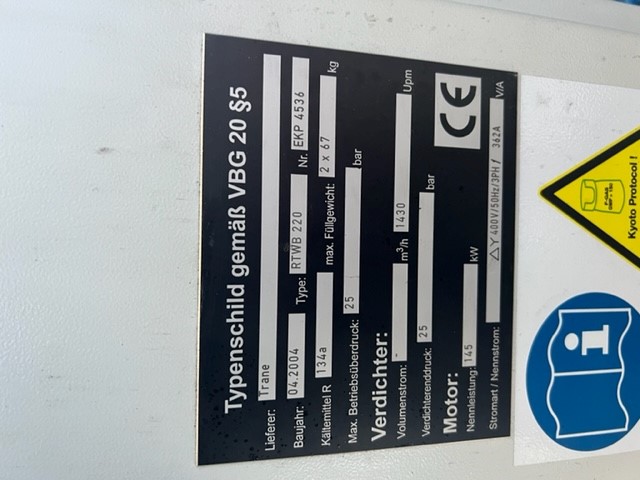 Typenschild gemäß VBG 20 §5
Lieferer: Trane
Baujahr: 04.2004 Type: RTWB 220 Nr. EKP 4536
Kältemittel R 134a max. Füllgewicht: 2 x 67 kg
Max. Betriebsüberdruck: 25 bar
Verdichter:
Volumenstrom: m³/h 1430 Upm
Verdichterenddruck: 25 bar
Motor:
Nennleistung: 145 kW
Stromart / Nennstrom: △Y 400V/50Hz/3PH/ 362A V/A
CE
Kyoto Protocol !